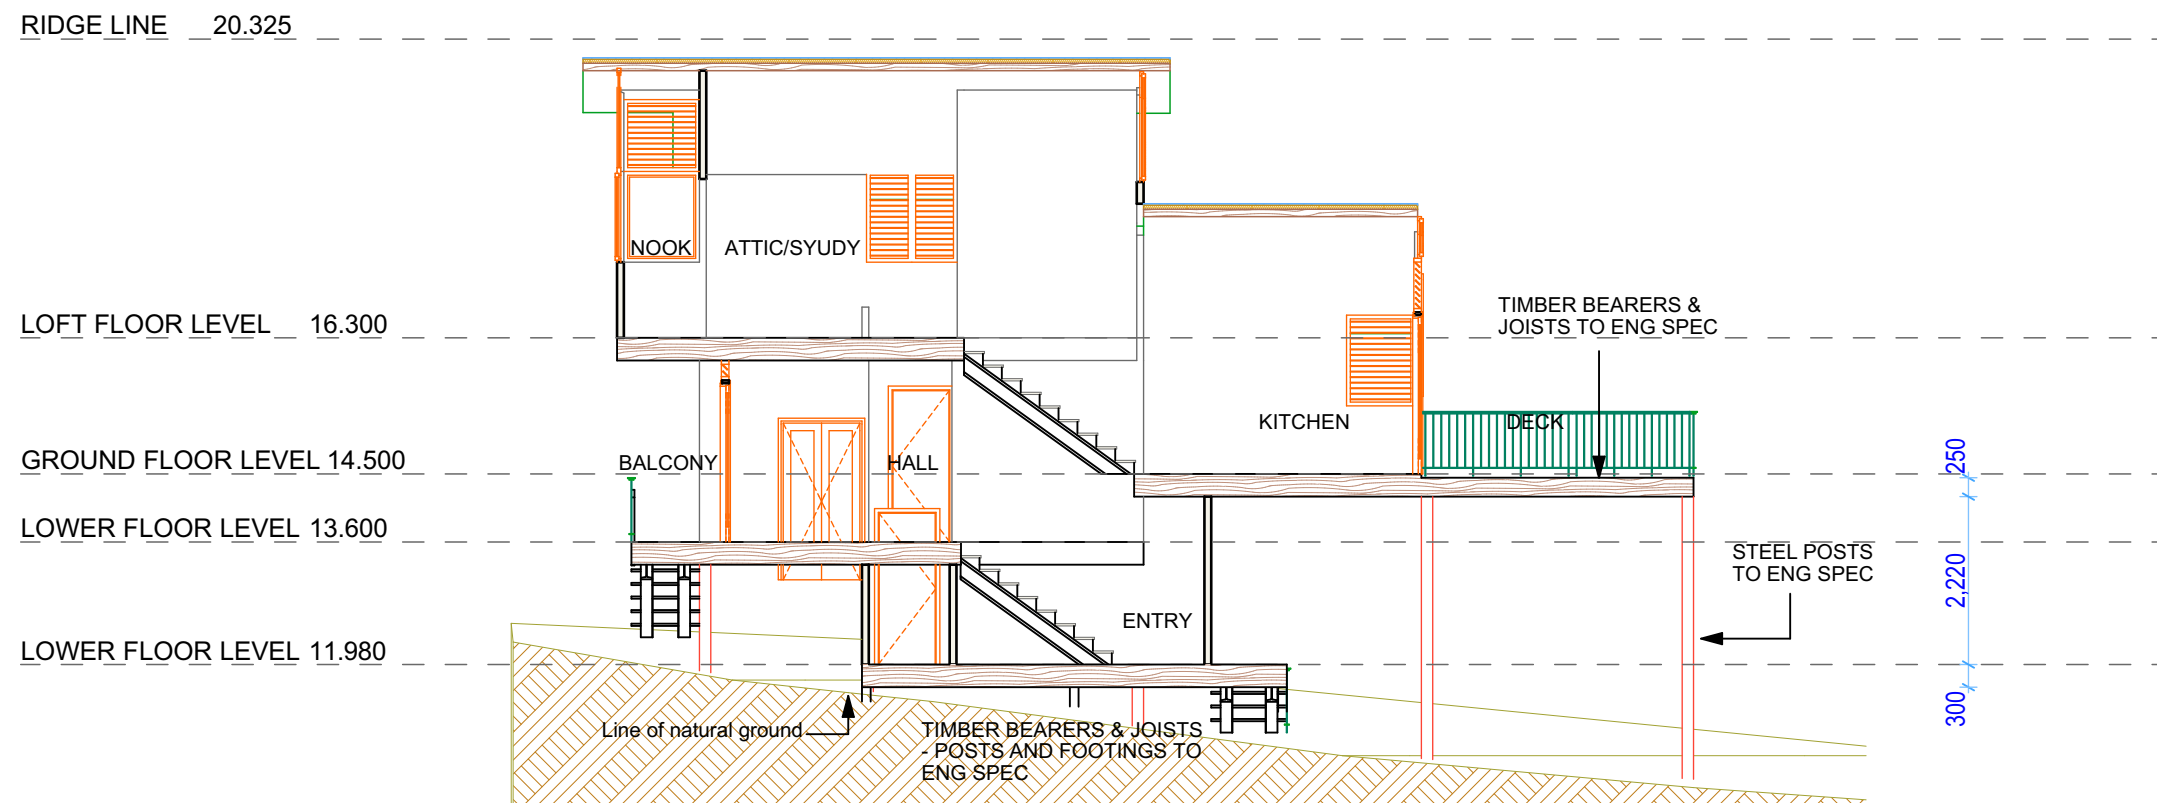 RIDGE LINE 20.325
NOOK
ATTIC/SYUDY
LOFT FLOOR LEVEL 16.300
TIMBER BEARERS &
JOISTS TO ENG SPEC
KITCHEN
DECK
GROUND FLOOR LEVEL 14.500
BALCONY
HALL
250
LOWER FLOOR LEVEL 13.600
STEEL POSTS
TO ENG SPEC
2,220
ENTRY
LOWER FLOOR LEVEL 11.980
300
Line of natural ground
TIMBER BEARERS & JOISTS
- POSTS AND FOOTINGS TO
ENG SPEC